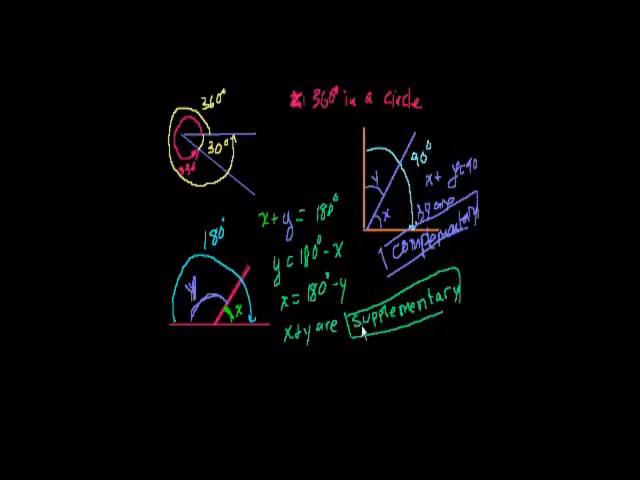 360° in a circle
360°
30°
330
90°
y
x
x + y = 90
x y are
complementary
x + y = 180°
y = 180° - x
x = 180° - y
x + y are supplementary
180°
y
x